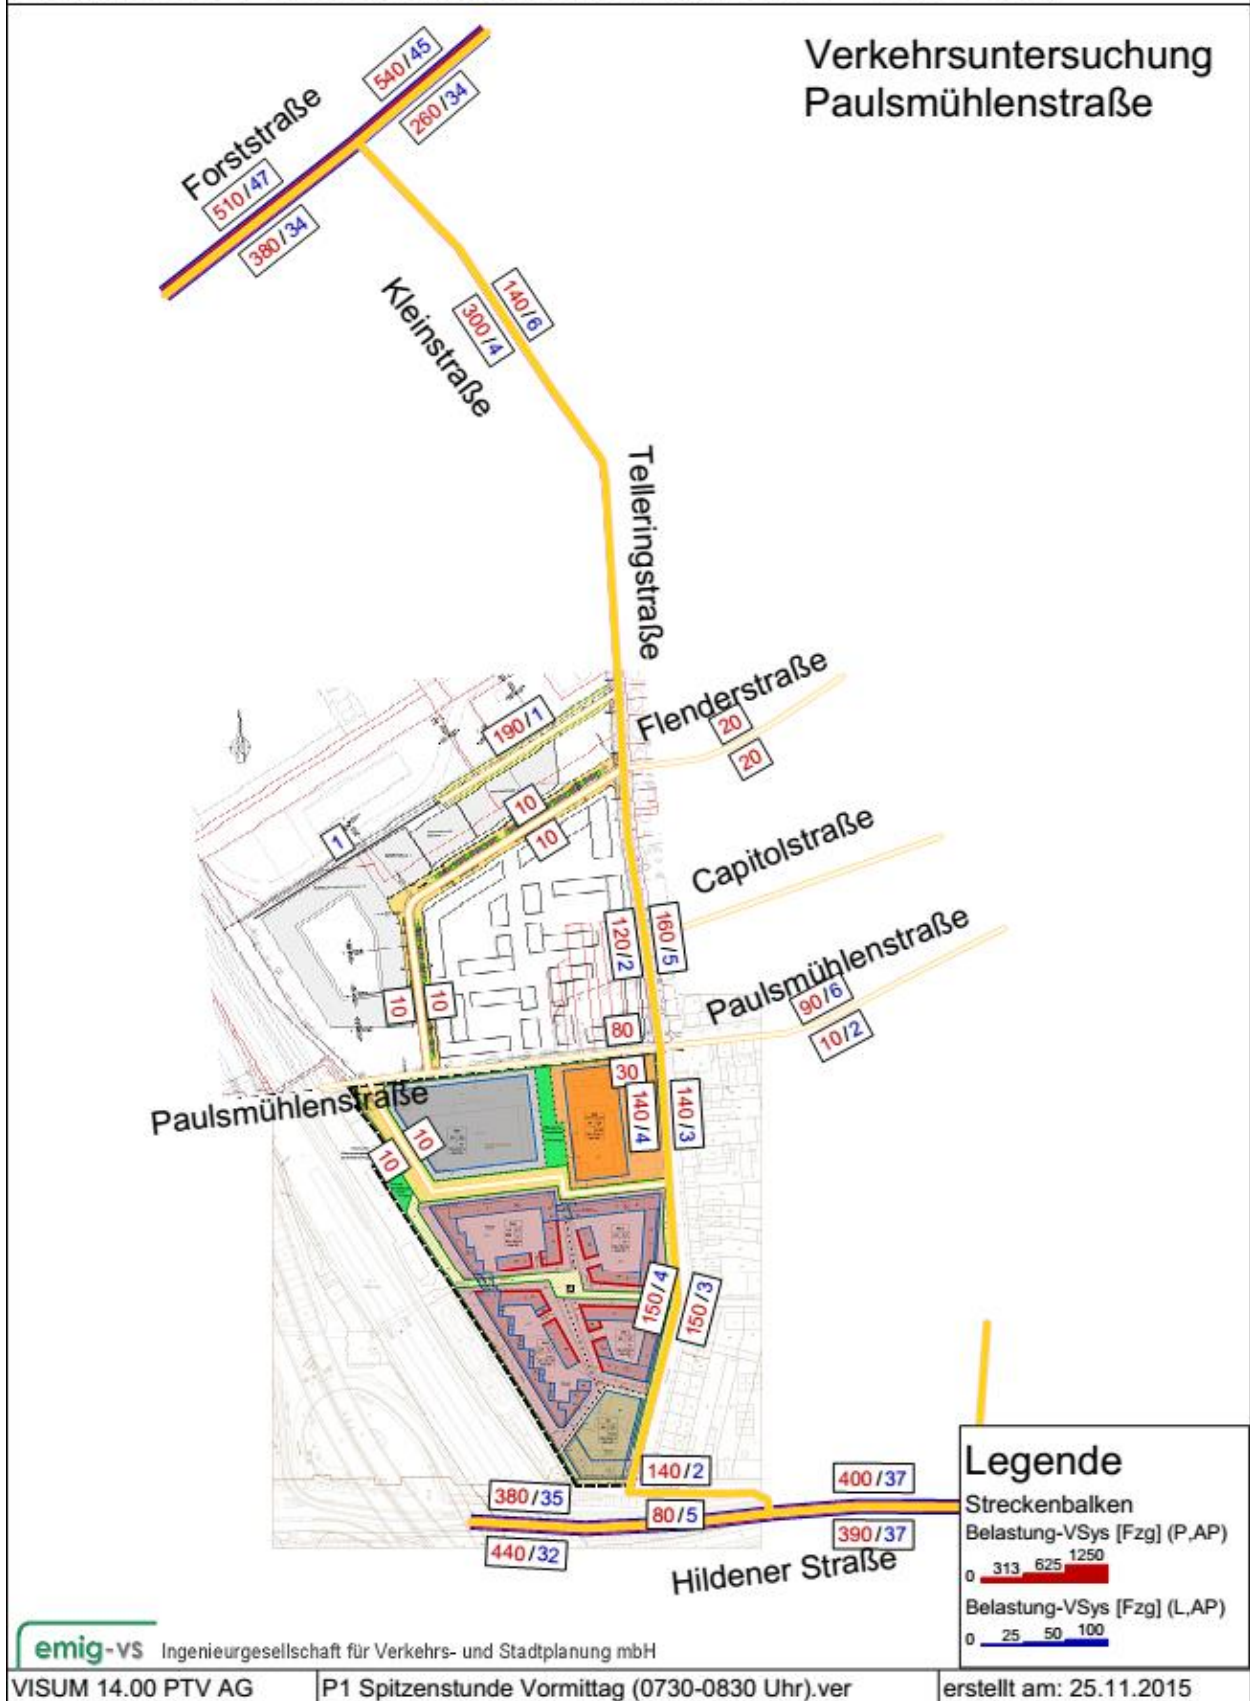 Verkehrsuntersuchung
Paulsmühlenstraße
540/45
260/34
Forststraße
510/47
380/34
Kleinstraße
140/6
300/4
Telleringstraße
Flenderstraße
190/1
20
20
10
10
1
Capitolstraße
120/2
160/5
Paulsmühlenstraße
90/6
10/2
10
10
80
30
140/4
140/3
Paulsmühlenstraße
10
10
150/4
150/3
140/2
80/5
380/35
440/32
400/37
390/37
Hildener Straße
Legende
Streckenbalken
Belastung-VSys [Fzg] (P,AP)
0 313 625 1250
Belastung-VSys [Fzg] (L,AP)
0 25 50 100
emig-vs Ingenieurgesellschaft für Verkehrs- und Stadtplanung mbH
VISUM 14.00 PTV AG
P1 Spitzenstunde Vormittag (0730-0830 Uhr).ver
erstellt am: 25.11.2015